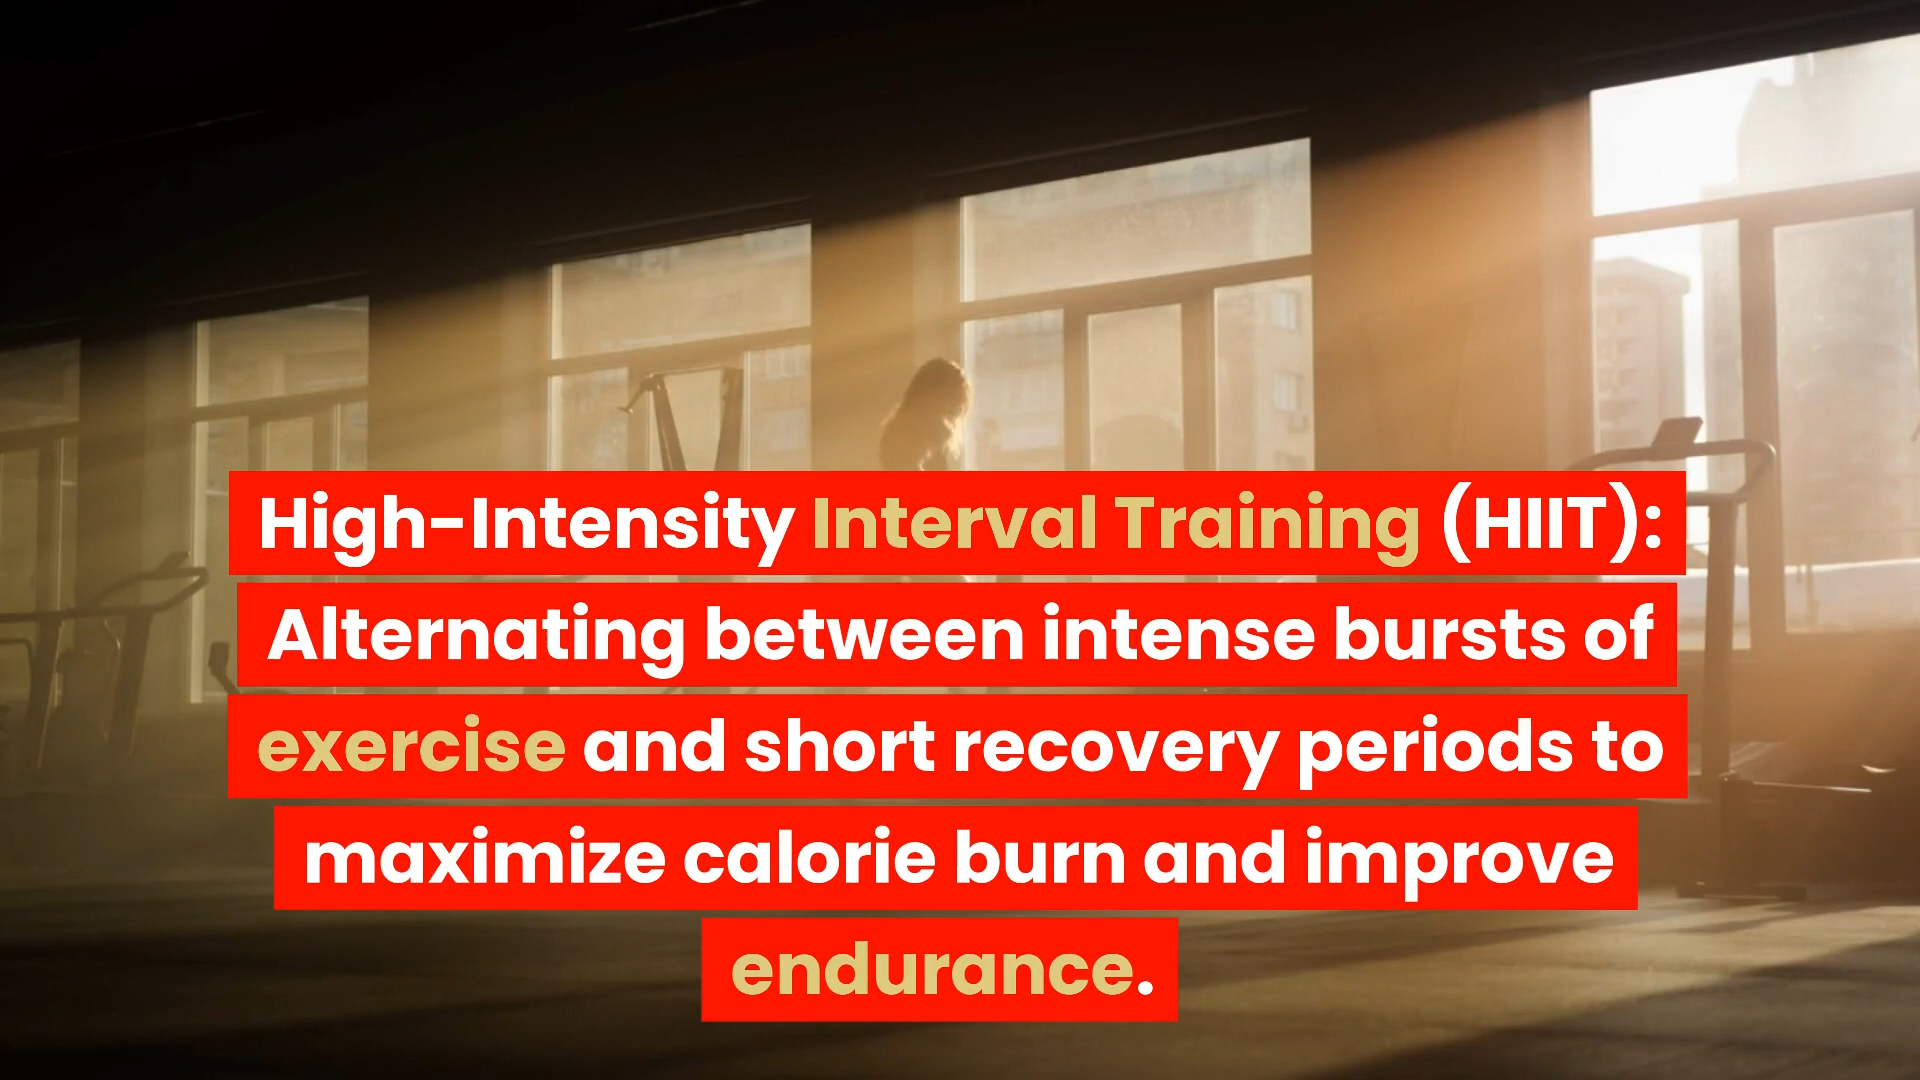 High-Intensity Interval Training (HIIT):
Alternating between intense bursts of
exercise and short recovery periods to
maximize calorie burn and improve
endurance.